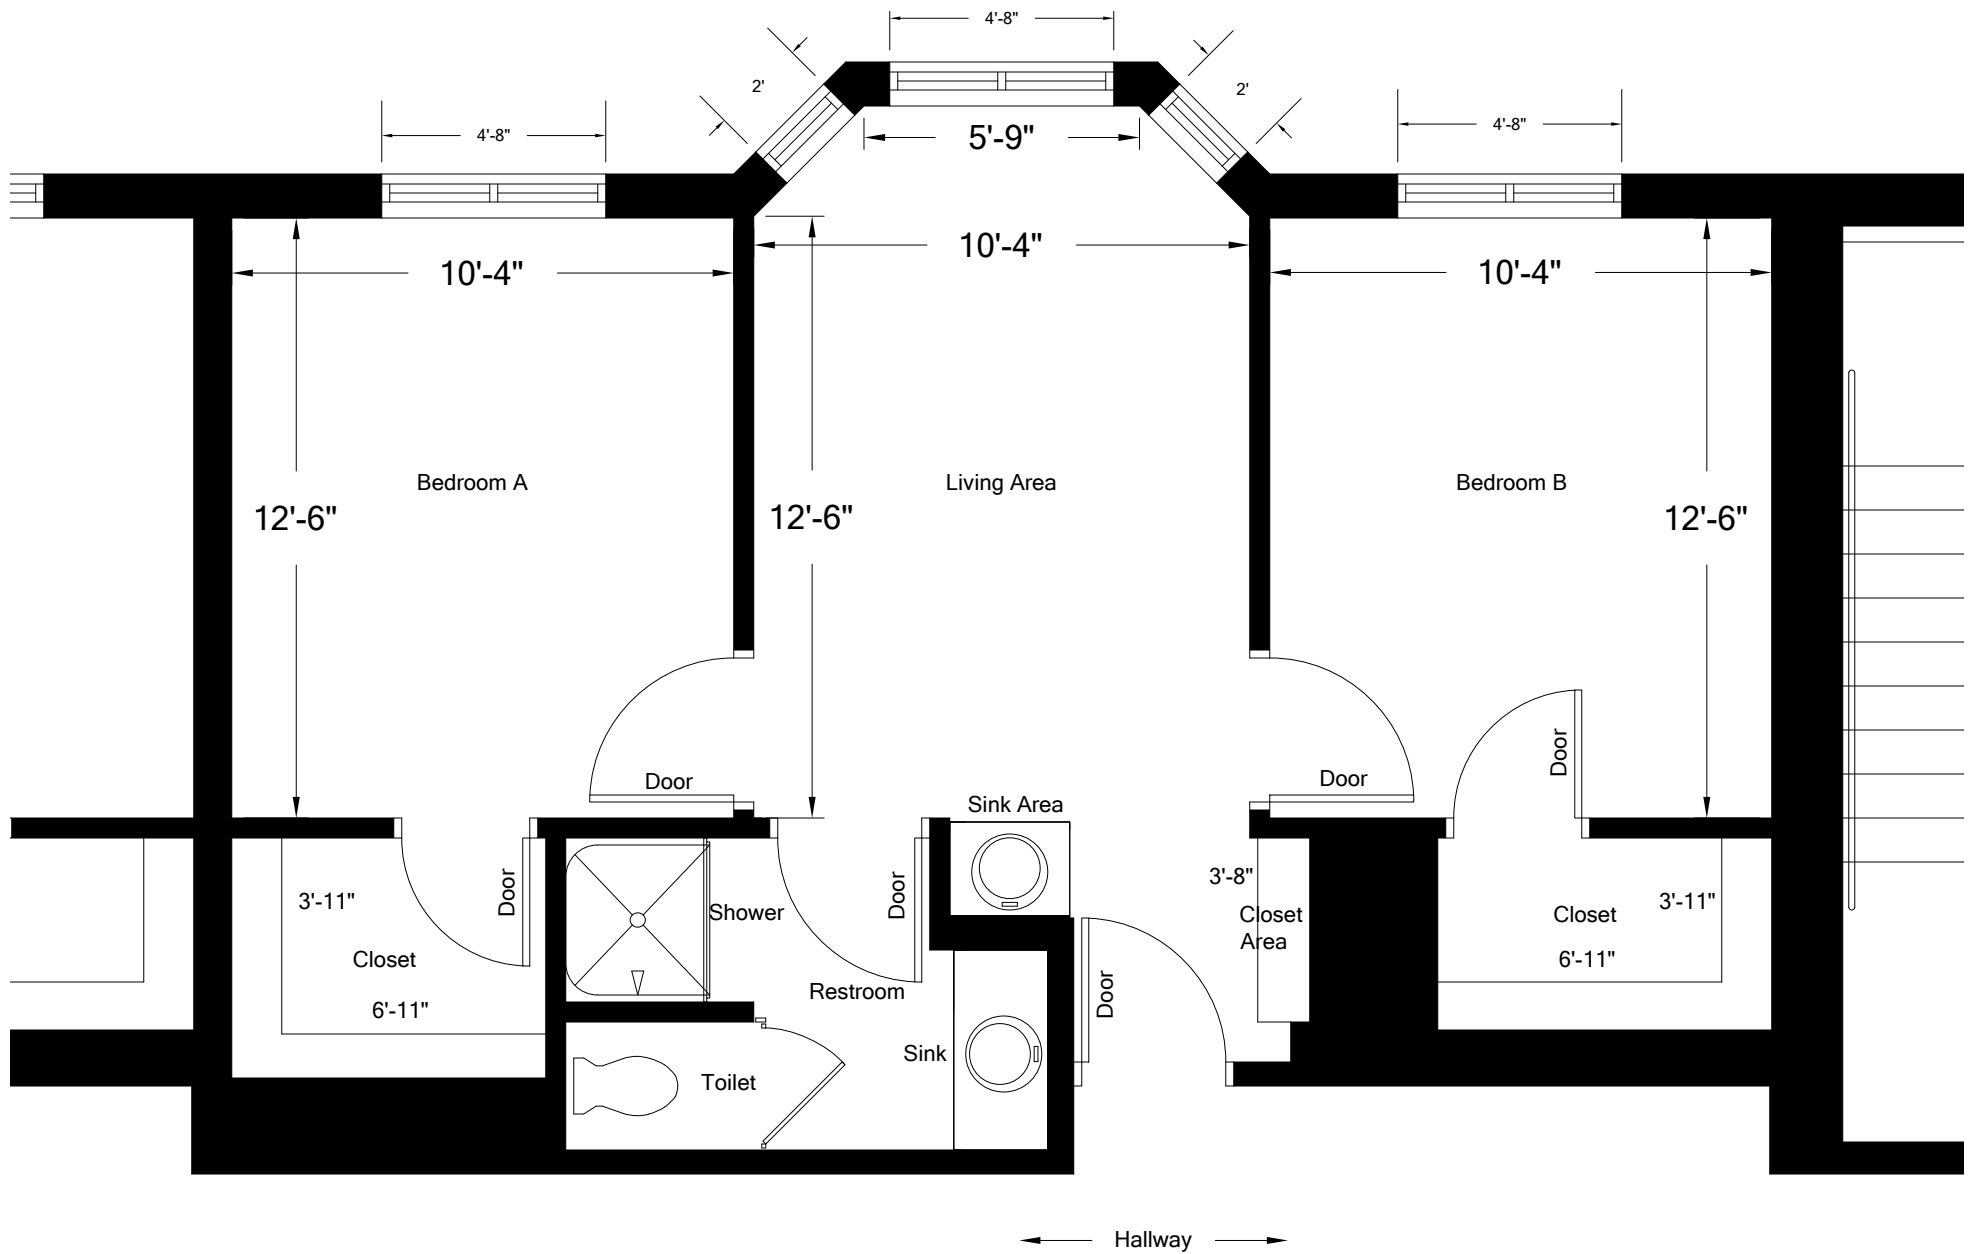 4'-8"
2'
2'
4'-8"
5'-9"
4'-8"
10'-4"
10'-4"
10'-4"
Bedroom A
Living Area
Bedroom B
12'-6"
12'-6"
12'-6"
Door
Door
Door
Sink Area
3'-11"
Door
Shower
Door
3'-8"
Closet
Area
Closet
3'-11"
Closet
6'-11"
Restroom
Door
6'-11"
Sink
Toilet
Hallway